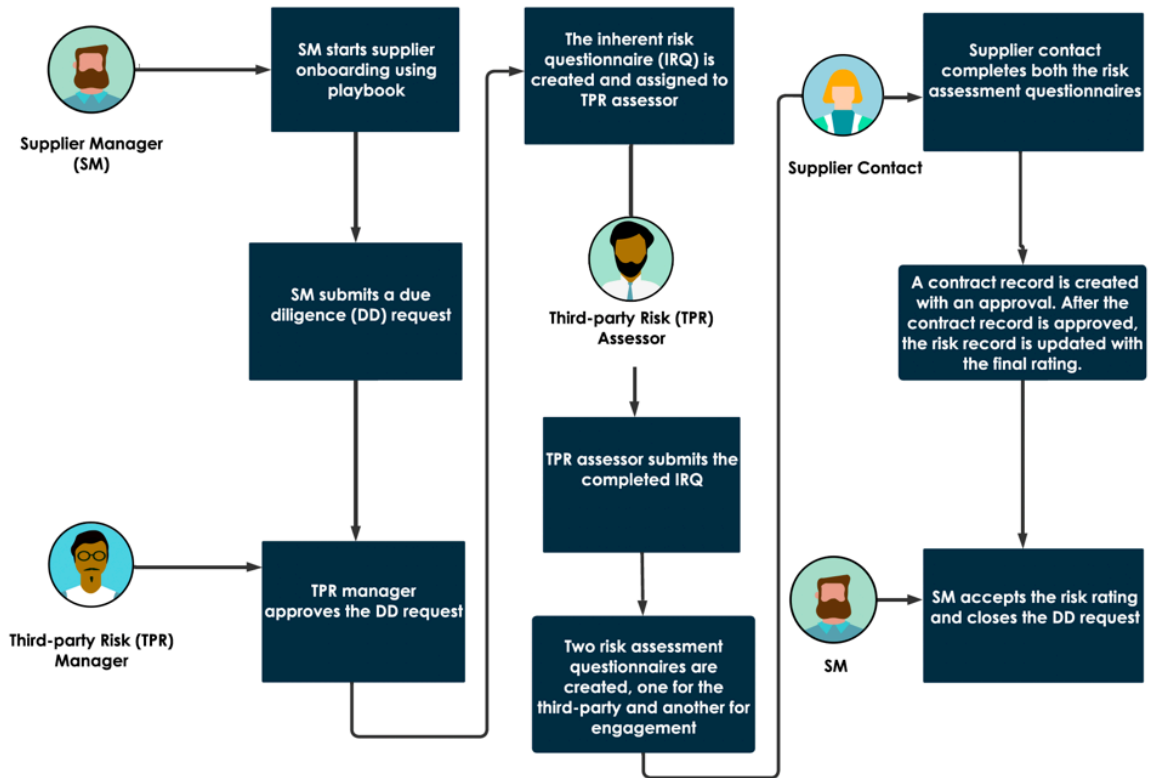 SM starts supplier
onboarding using
playbook
Supplier Manager
(SM)
SM submits a due
diligence (DD) request
TPR manager
approves the DD request
Third-party Risk (TPR)
Manager
The inherent risk
questionnaire (IRQ) is
created and assigned to
TPR assessor
Third-party Risk (TPR)
Assessor
TPR assessor submits the
completed IRQ
Two risk assessment
questionnaires are
created, one for the
third-party and another for
engagement
Supplier contact
completes both the risk
assessment questionnaires
Supplier Contact
A contract record is created
with an approval. After the
contract record is approved,
the risk record is updated with
the final rating.
SM accepts the risk rating
and closes the DD request
SM